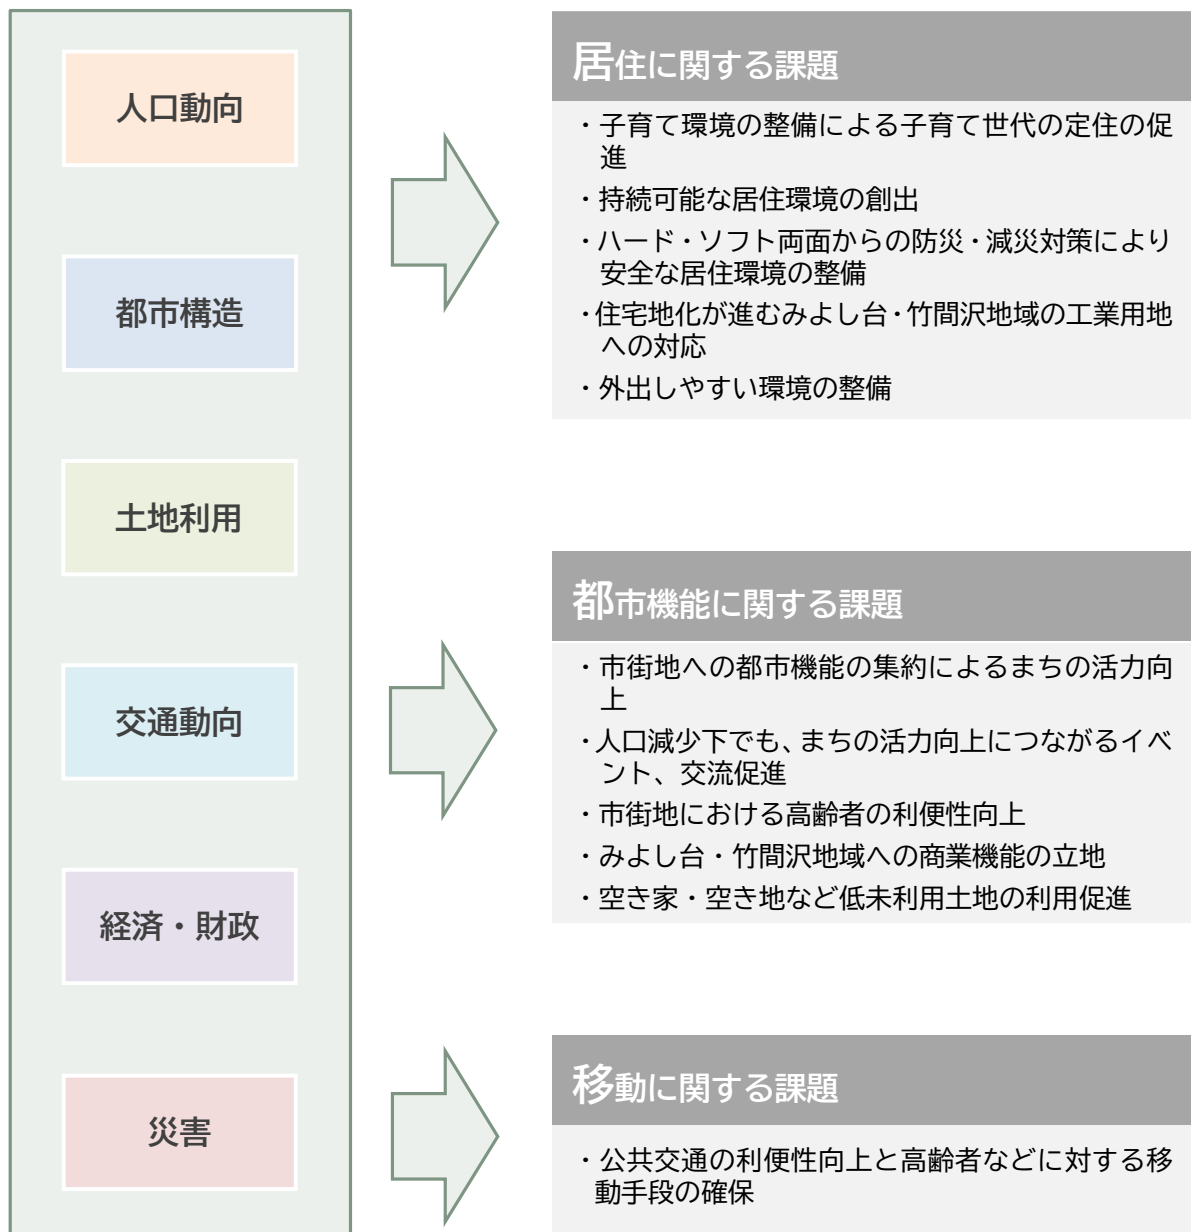 人口動向
都市構造
土地利用
交通動向
経済・財政
災害
居住に関する課題
・子育て環境の整備による子育て世代の定住の促
進
・持続可能な居住環境の創出
・ハード・ソフト両面からの防災・減災対策により
安全な居住環境の整備
・住宅地化が進むみよし台・竹間沢地域の工業用地
への対応
・外出しやすい環境の整備
都市機能に関する課題
・市街地への都市機能の集約によるまちの活力向
上
・人口減少下でも、まちの活力向上につながるイベ
ント、交流促進
・市街地における高齢者の利便性向上
・みよし台・竹間沢地域への商業機能の立地
・空き家・空き地など低未利用土地の利用促進
移動に関する課題
・公共交通の利便性向上と高齢者などに対する移
動手段の確保